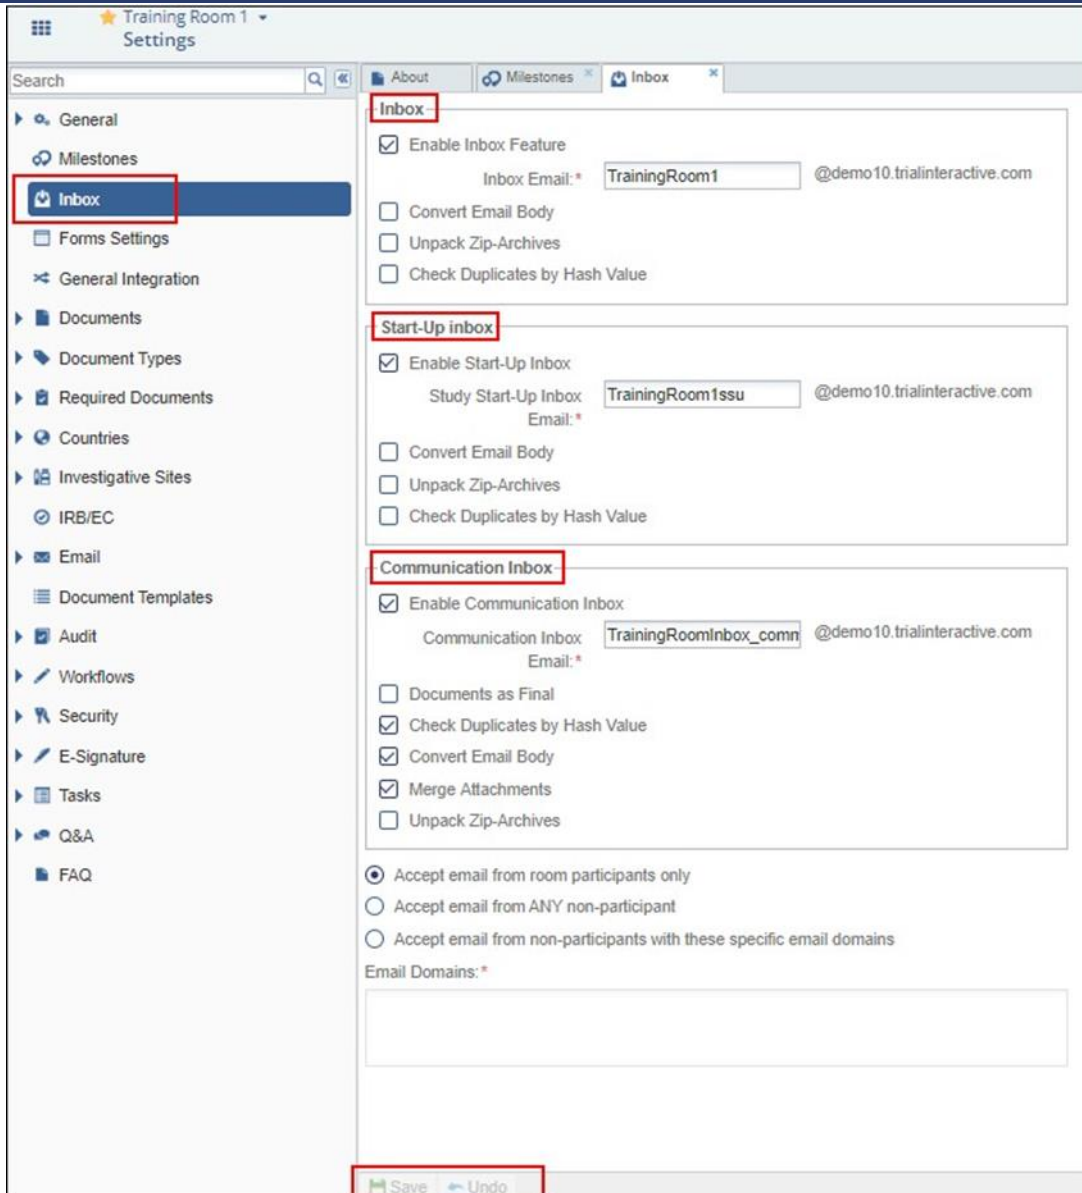 Training Room 1
Settings
Search
General
Milestones
Inbox
Forms Settings
General Integration
Documents
Document Types
Required Documents
Countries
Investigative Sites
IRB/EC
Email
Document Templates
Audit
Workflows
Security
E-Signature
Tasks
Q&A
FAQ
About Milestones Inbox
Inbox
Enable Inbox Feature
Inbox Email:* TrainingRoom1 @demo10.trialinteractive.com
Convert Email Body
Unpack Zip-Archives
Check Duplicates by Hash Value
Start-Up inbox
Enable Start-Up Inbox
Study Start-Up Inbox TrainingRoom1ssu @demo10.trialinteractive.com
Email:*
Convert Email Body
Unpack Zip-Archives
Check Duplicates by Hash Value
Communication Inbox
Enable Communication Inbox
Communication Inbox TrainingRoomInbox_comm @demo10.trialinteractive.com
Email:*
Documents as Final
Check Duplicates by Hash Value
Convert Email Body
Merge Attachments
Unpack Zip-Archives
Accept email from room participants only
Accept email from ANY non-participant
Accept email from non-participants with these specific email domains
Email Domains:*
Save Undo